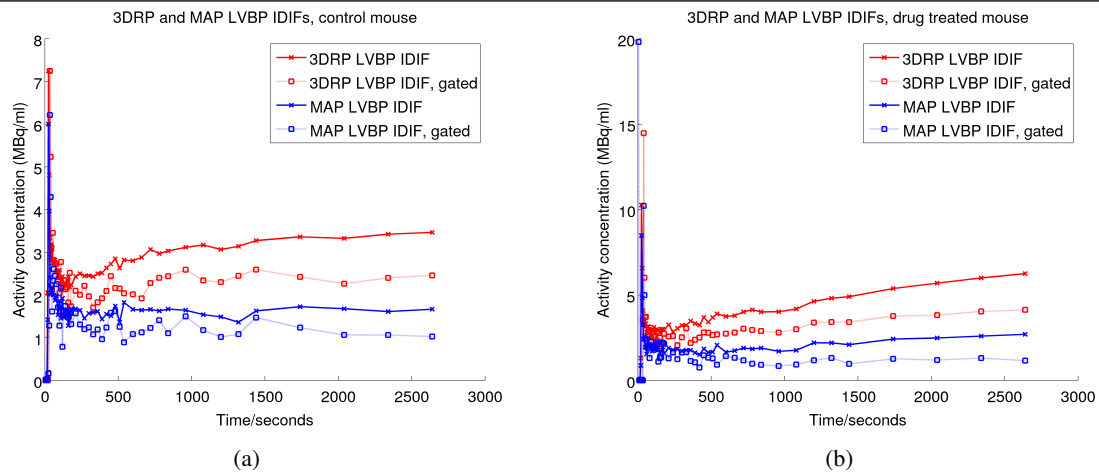 3DRP and MAP LVBP IDIFs, control mouse
8
7
6
5
4
3
2
1
0
Activity concentration (MBq/ml)
3DRP LVBP IDIF
3DRP LVBP IDIF, gated
MAP LVBP IDIF
MAP LVBP IDIF, gated
0 500 1000 1500 2000 2500 3000
Time/seconds
(a)
3DRP and MAP LVBP IDIFs, drug treated mouse
20
15
10
5
0
Activity concentration (MBq/ml)
3DRP LVBP IDIF
3DRP LVBP IDIF, gated
MAP LVBP IDIF
MAP LVBP IDIF, gated
0 500 1000 1500 2000 2500 3000
Time/seconds
(b)